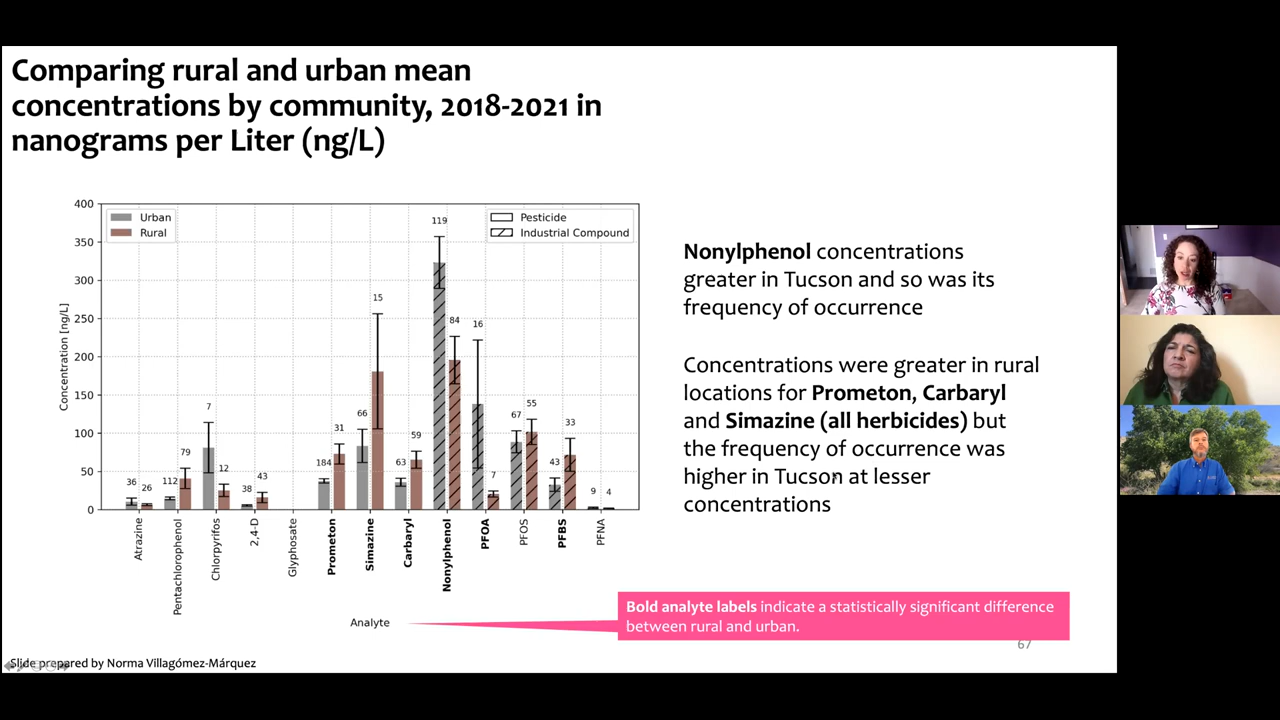 Comparing rural and urban mean
concentrations by community, 2018-2021 in
nanograms per Liter (ng/L)
Urban
Rural
Pesticide
Industrial Compound
Concentration [ng/L]
400
350
300
250
200
150
100
50
0
36
26
112
79
7
12
38
43
184
31
66
15
63
59
119
84
16
7
67
55
43
33
9
4
Atrazine
Pentachlorophenol
Chlorpyrifos
2,4-D
Glyphosate
Prometon
Simazine
Carbaryl
Nonylphenol
PFOA
PFOS
PFBS
PFNA
Analyte
Nonylphenol concentrations
greater in Tucson and so was its
frequency of occurrence
Concentrations were greater in rural
locations for Prometon, Carbaryl
and Simazine (all herbicides) but
the frequency of occurrence was
higher in Tucson at lesser
concentrations
Bold analyte labels indicate a statistically significant difference
between rural and urban.
67
Slide prepared by Norma Villagómez-Márquez